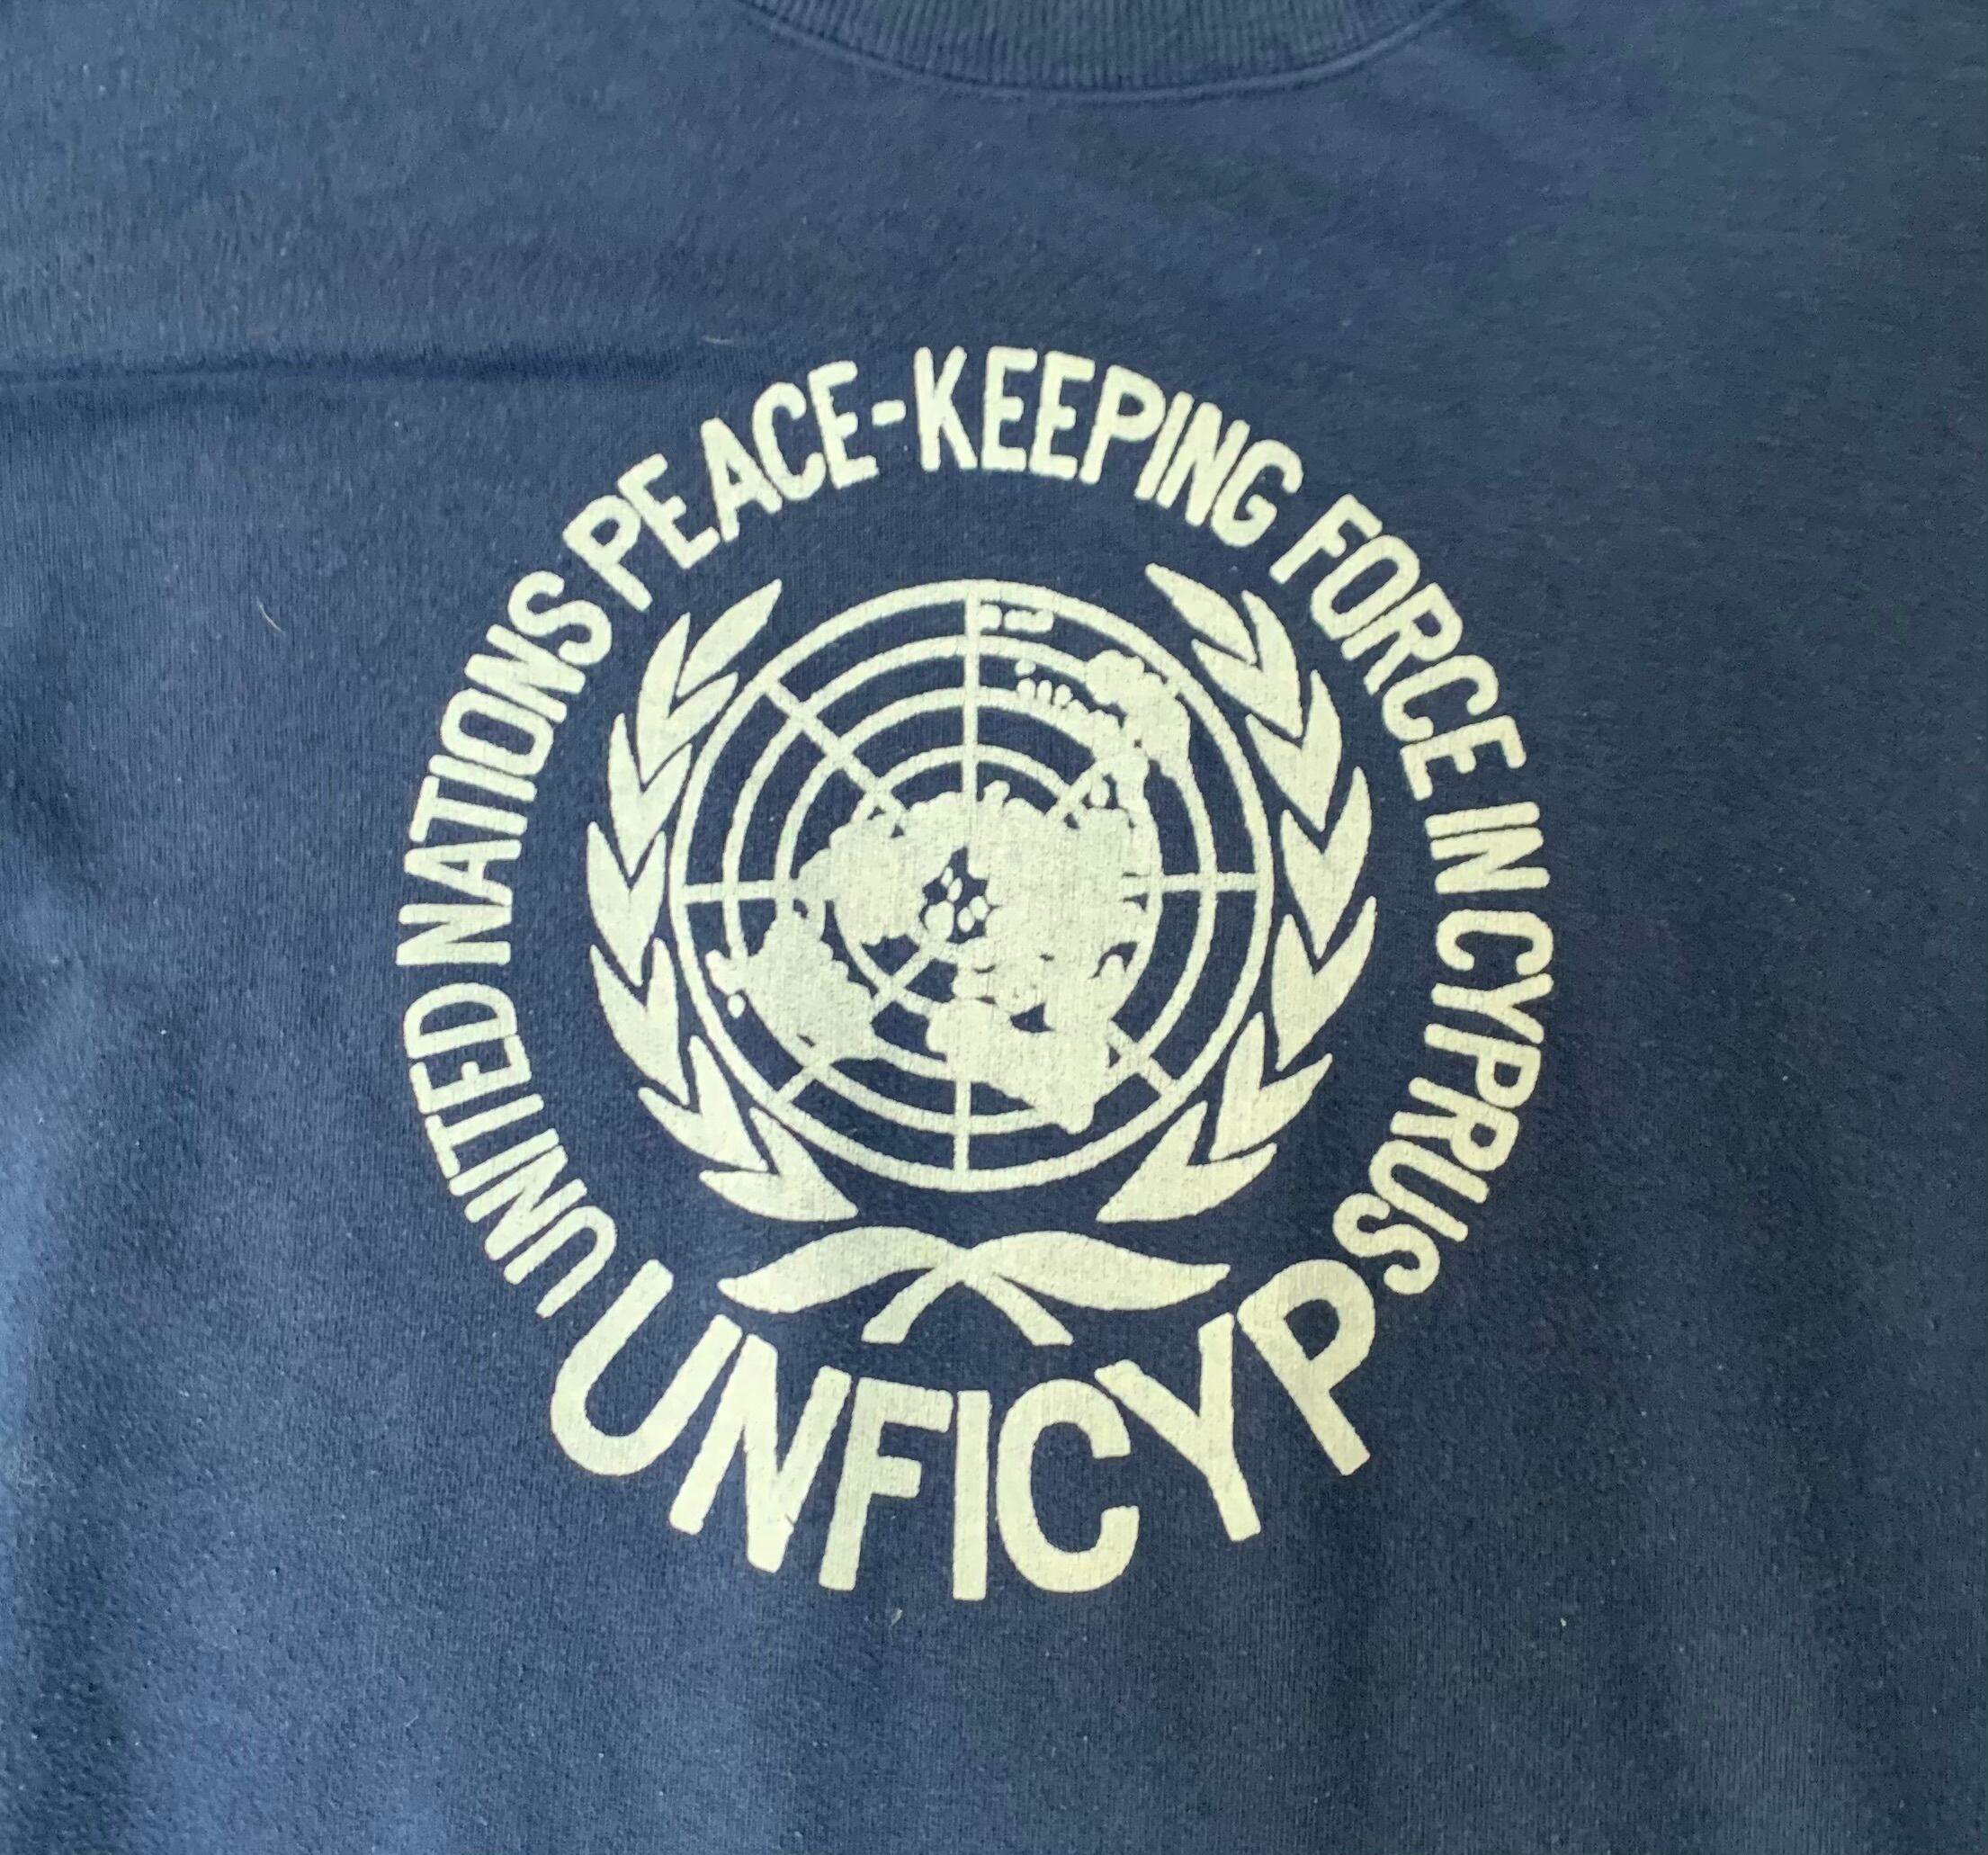 UNITED NATIONS PEACE-KEEPING FORCE IN CYPRUS
UNFICYP